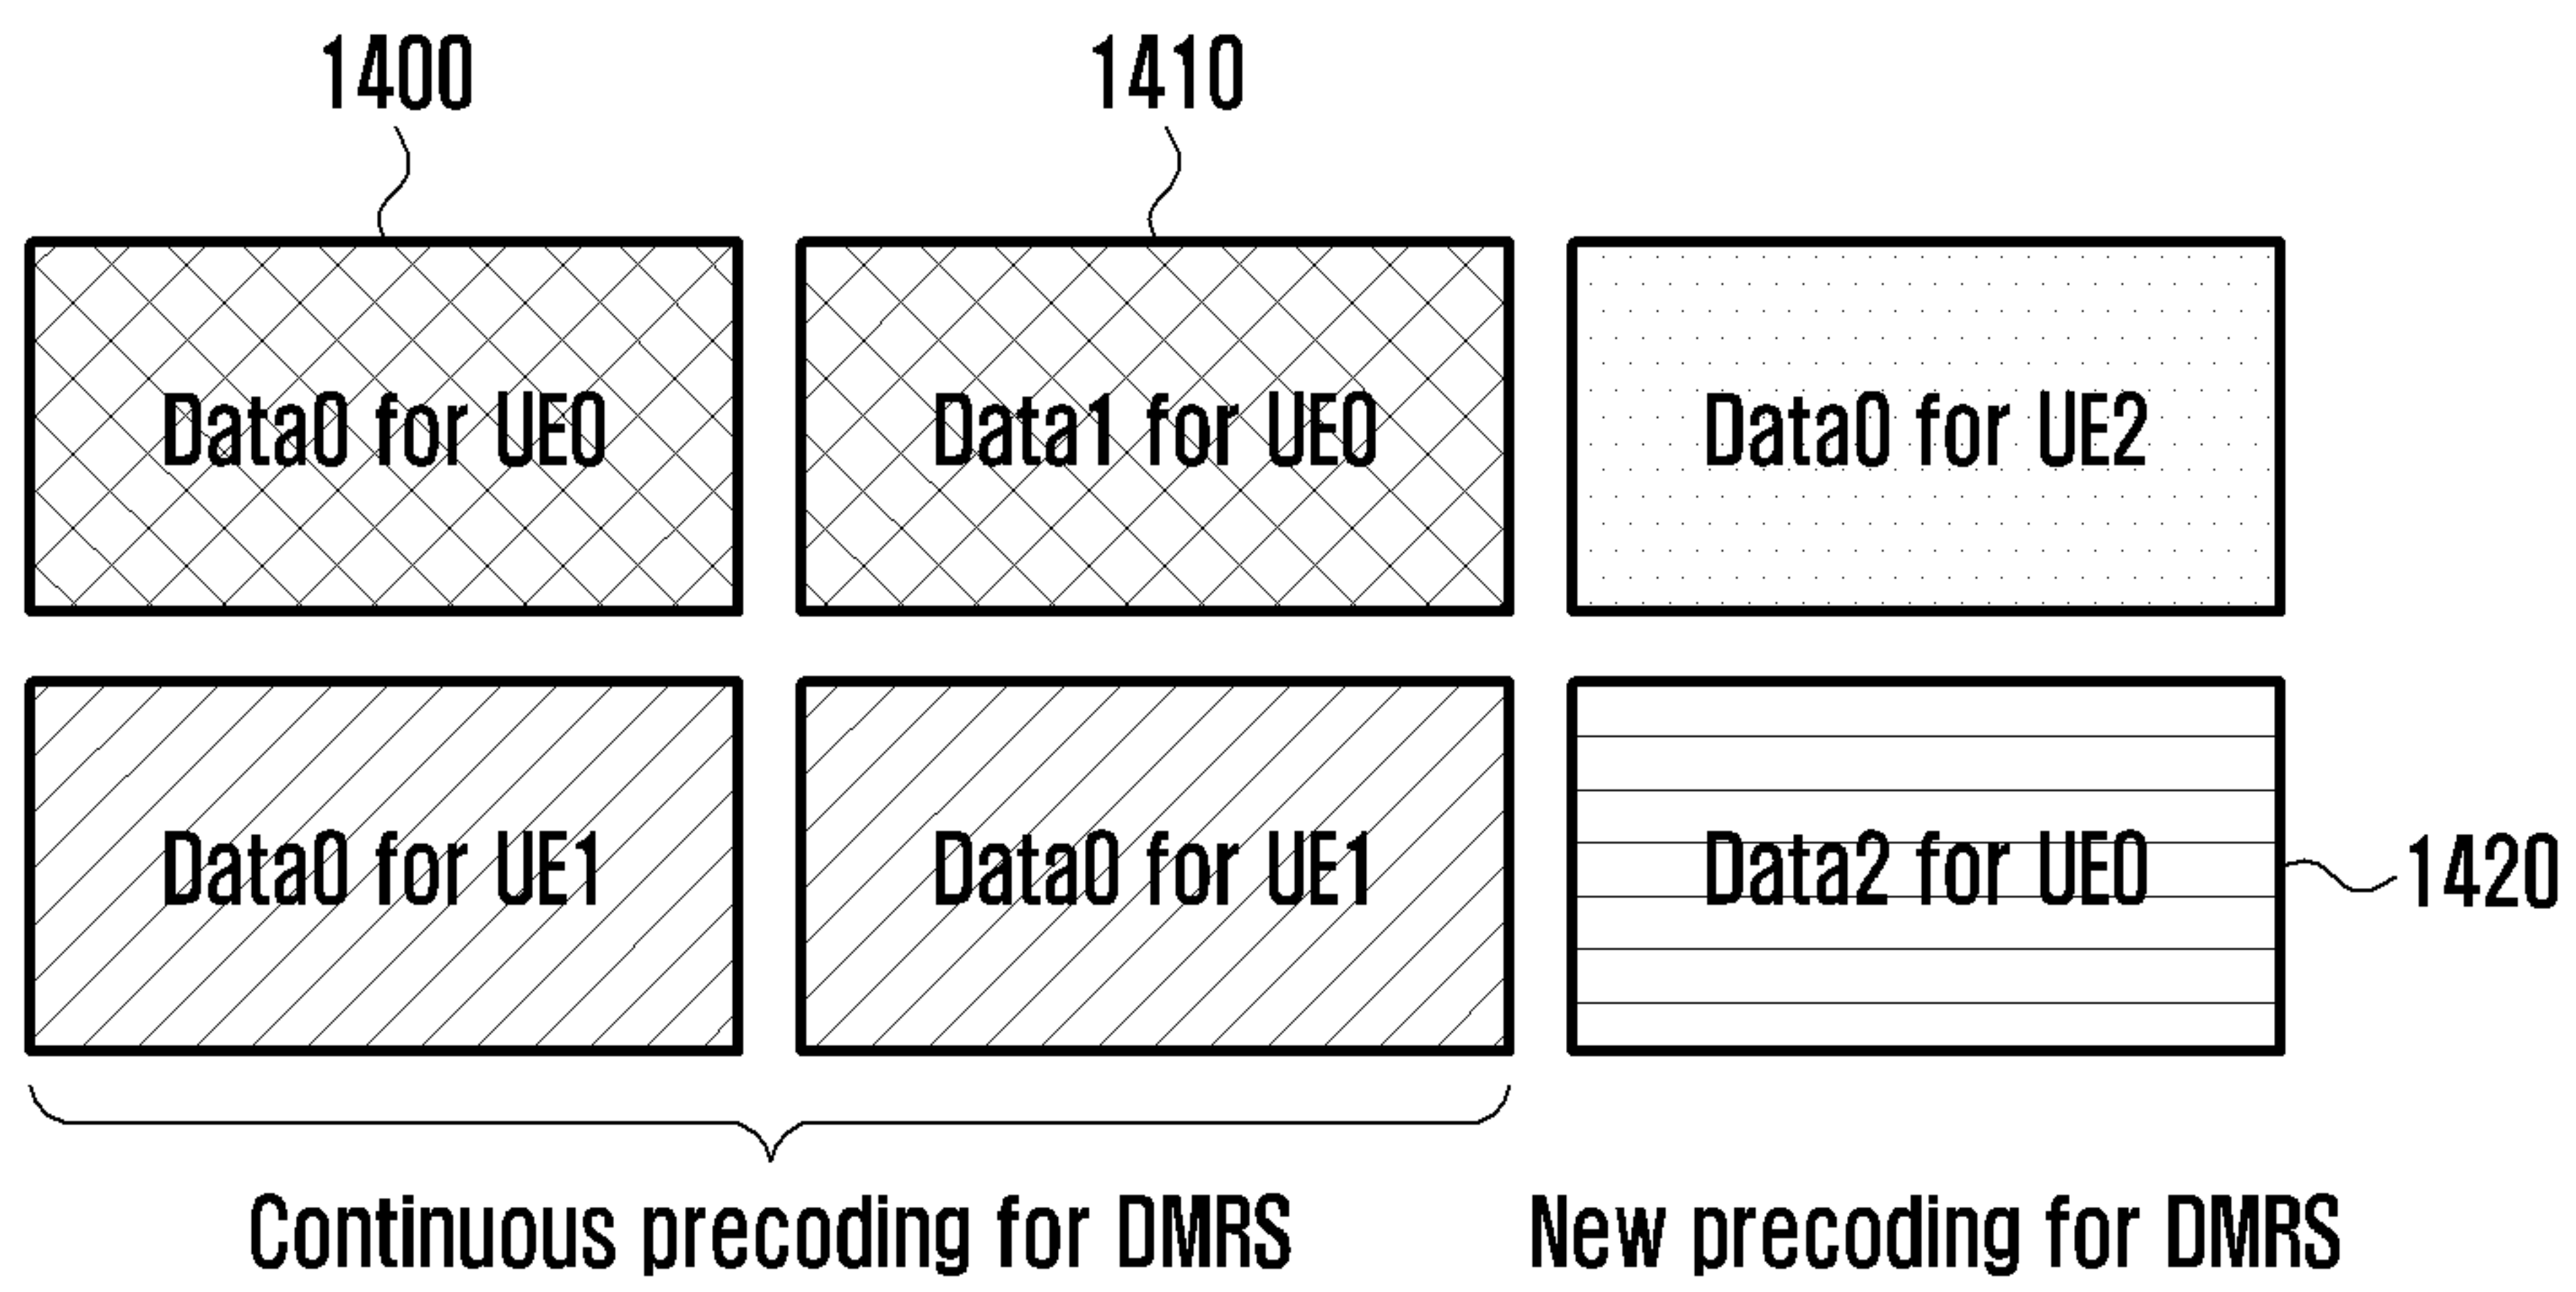 1400
1410
Data0 for UE0
Data1 for UE0
Data0 for UE2
Data0 for UE1
Data0 for UE1
Data2 for UE0
1420
Continuous precoding for DMRS
New precoding for DMRS